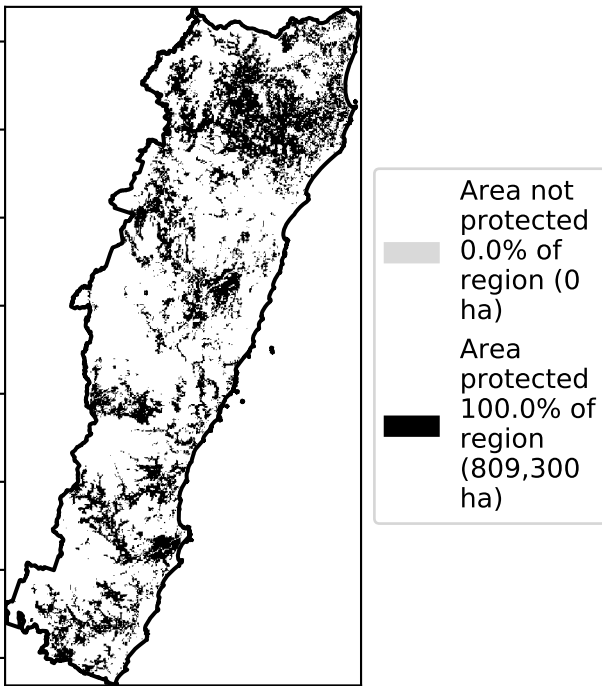 Area not
protected
0.0% of
region (0
ha)
Area
protected
100.0% of
region
(809,300
ha)